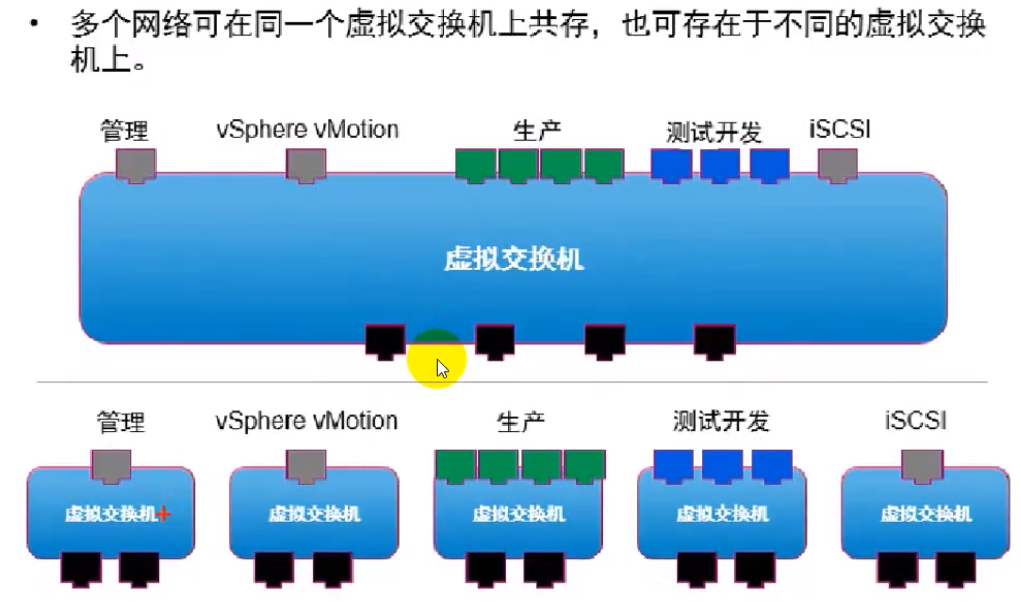 • 多个网络可在同一个虚拟交换机上共存，也可存在于不同的虚拟交换
机上。
管理 vSphere vMotion 生产 测试开发 iSCSI
虚拟交换机
管理 vSphere vMotion 生产 测试开发 iSCSI
虚拟交换机 虚拟交换机 虚拟交换机 虚拟交换机 虚拟交换机